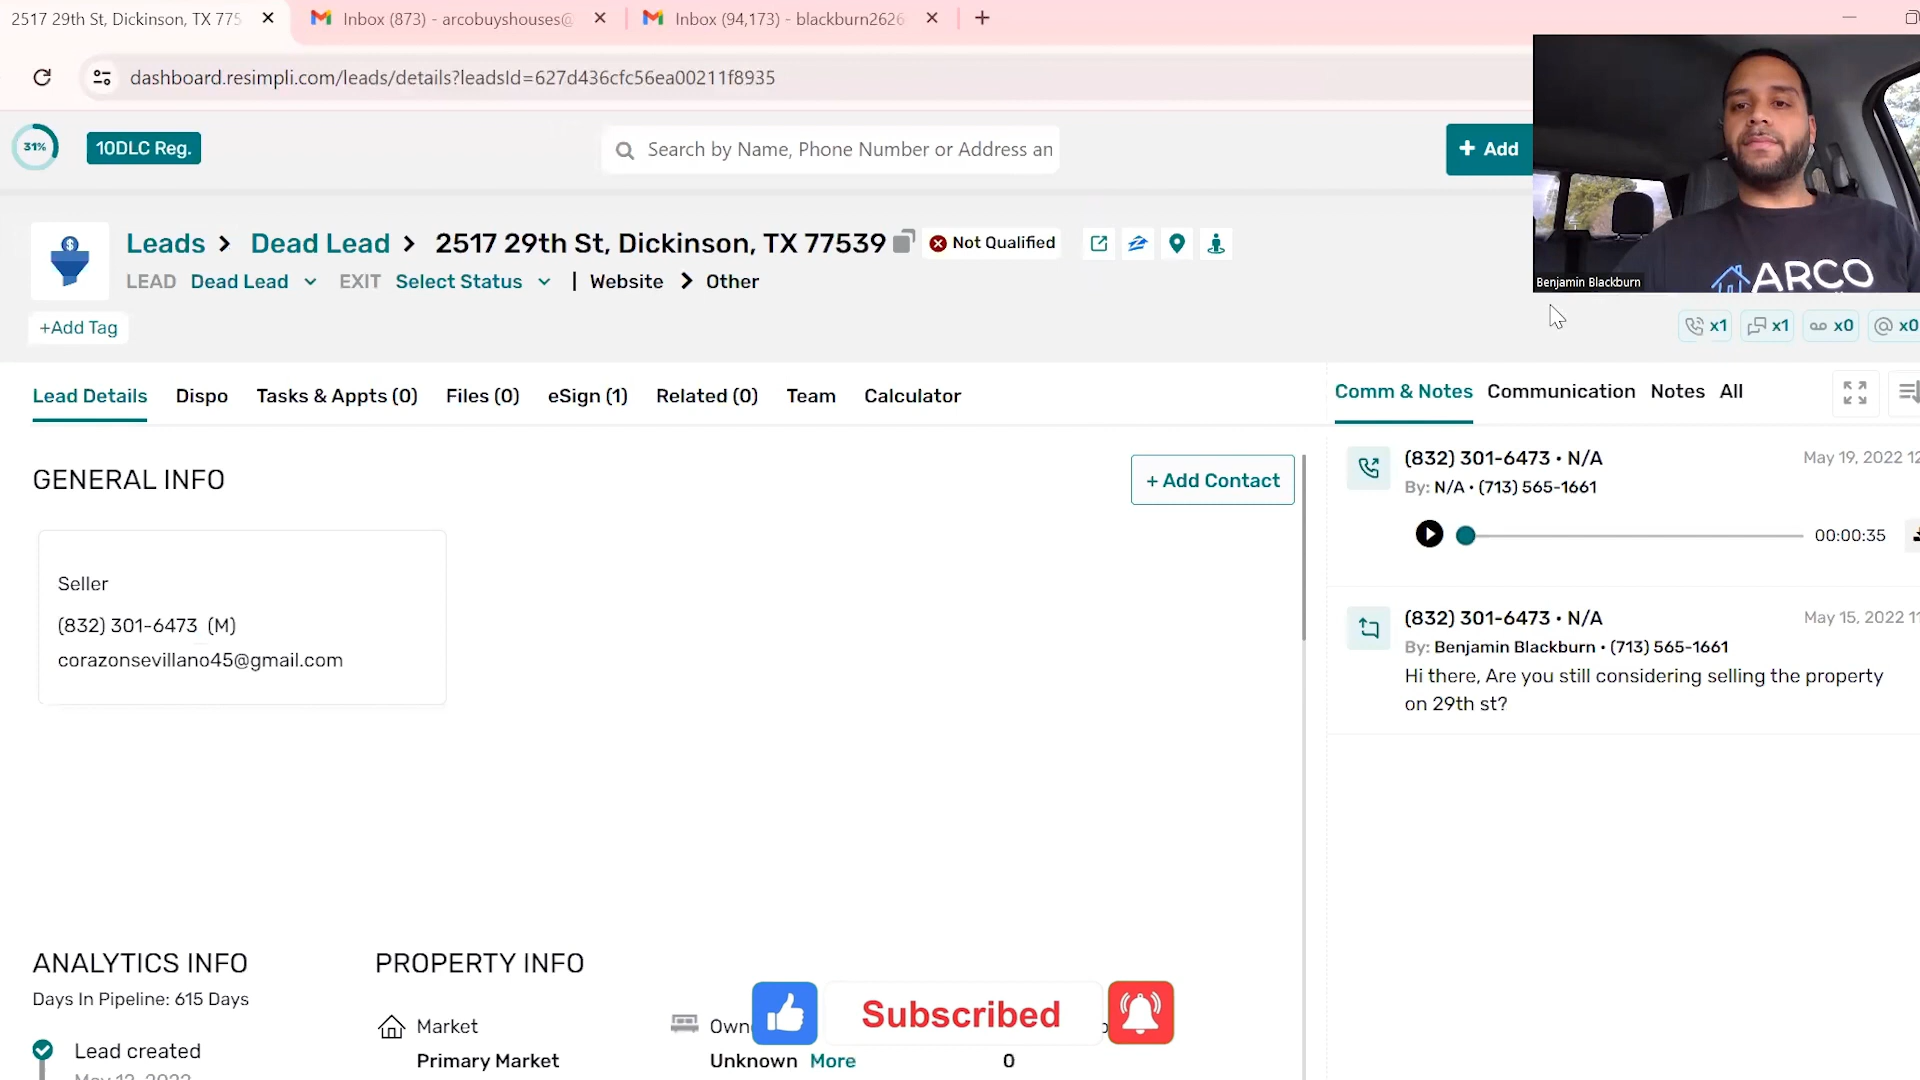 2517 29th St, Dickinson, TX 775
Inbox (873) - arcobuyshouses@
Inbox (94,173) - blackburn2626
dashboard.resimpli.com/leads/details?leadsId=627d436cfc56ea00211f8935
31%
10DLC Reg.
Search by Name, Phone Number or Address an
+ Add
Leads > Dead Lead > 2517 29th St, Dickinson, TX 77539
Not Qualified
LEAD Dead Lead EXIT Select Status | Website > Other
+Add Tag
Benjamin Blackburn
ARCO
x1
x1
x0
x0
Lead Details
Dispo
Tasks & Appts (0)
Files (0)
eSign (1)
Related (0)
Team
Calculator
Comm & Notes
Communication
Notes
All
GENERAL INFO
+ Add Contact
Seller
(832) 301-6473 (M)
corazonsevillano45@gmail.com
(832) 301-6473 • N/A
May 19, 2022 12
By: N/A • (713) 565-1661
00:00:35
(832) 301-6473 • N/A
May 15, 2022 11
By: Benjamin Blackburn • (713) 565-1661
Hi there, Are you still considering selling the property
on 29th st?
ANALYTICS INFO
Days In Pipeline: 615 Days
Lead created
PROPERTY INFO
Market
Primary Market
Unknown More
0
Subscribed